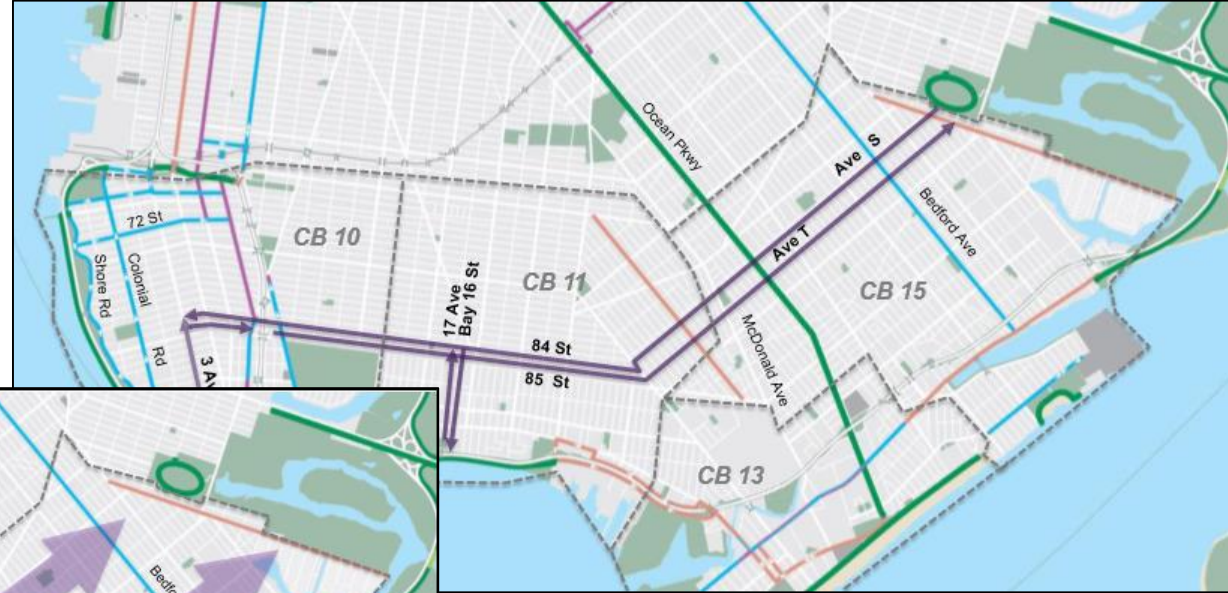 Ocean Pkwy
Ave S
72 St
CB 10
Bedford Ave
Ave T
Shore Rd
Colonial
Rd
17 Ave
Bay 16 St
CB 11
CB 15
84 St
McDonald Ave
3 Av
85 St
CB 13
Bedfo